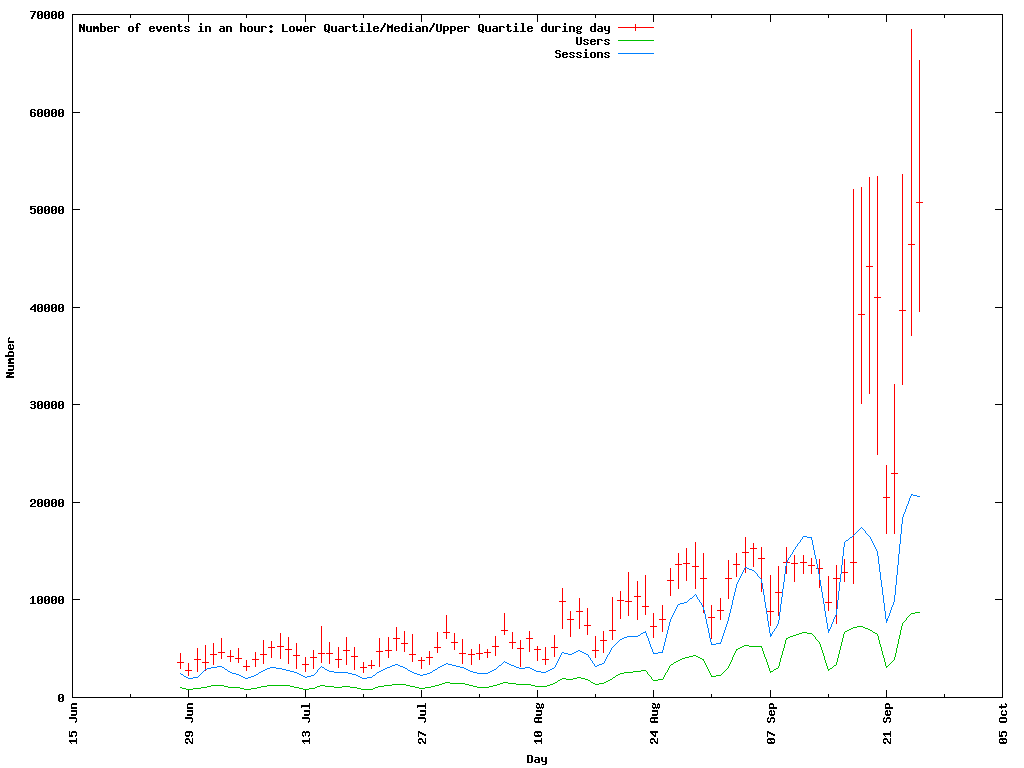 70000
60000
50000
40000
30000
20000
10000
0
Number
Number of events in an hour: Lower Quartile/Median/Upper Quartile during day
Users
Sessions
15 Jun
29 Jun
13 Jul
27 Jul
10 Aug
24 Aug
07 Sep
21 Sep
05 Oct
Day